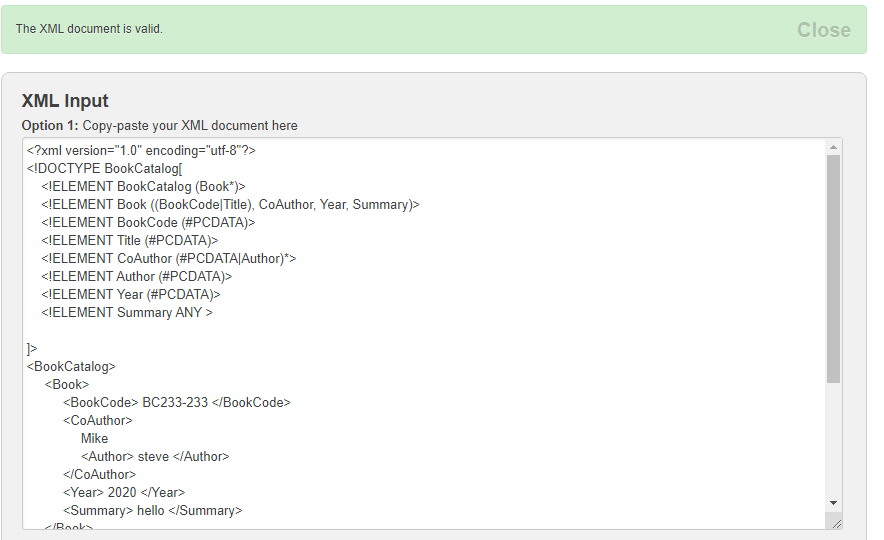 The XML document is valid.
Close
XML Input
Option 1: Copy-paste your XML document here
<?xml version="1.0" encoding="utf-8"?>
<!DOCTYPE BookCatalog[
<!ELEMENT BookCatalog (Book*)>
<!ELEMENT Book ((BookCode|Title), CoAuthor, Year, Summary)>
<!ELEMENT BookCode (#PCDATA)>
<!ELEMENT Title (#PCDATA)>
<!ELEMENT CoAuthor (#PCDATA|Author)*>
<!ELEMENT Author (#PCDATA)>
<!ELEMENT Year (#PCDATA)>
<!ELEMENT Summary ANY >
]>
<BookCatalog>
<Book>
<BookCode> BC233-233 </BookCode>
<CoAuthor>
Mike
<Author> steve </Author>
</CoAuthor>
<Year> 2020 </Year>
<Summary> hello </Summary>
</Book>